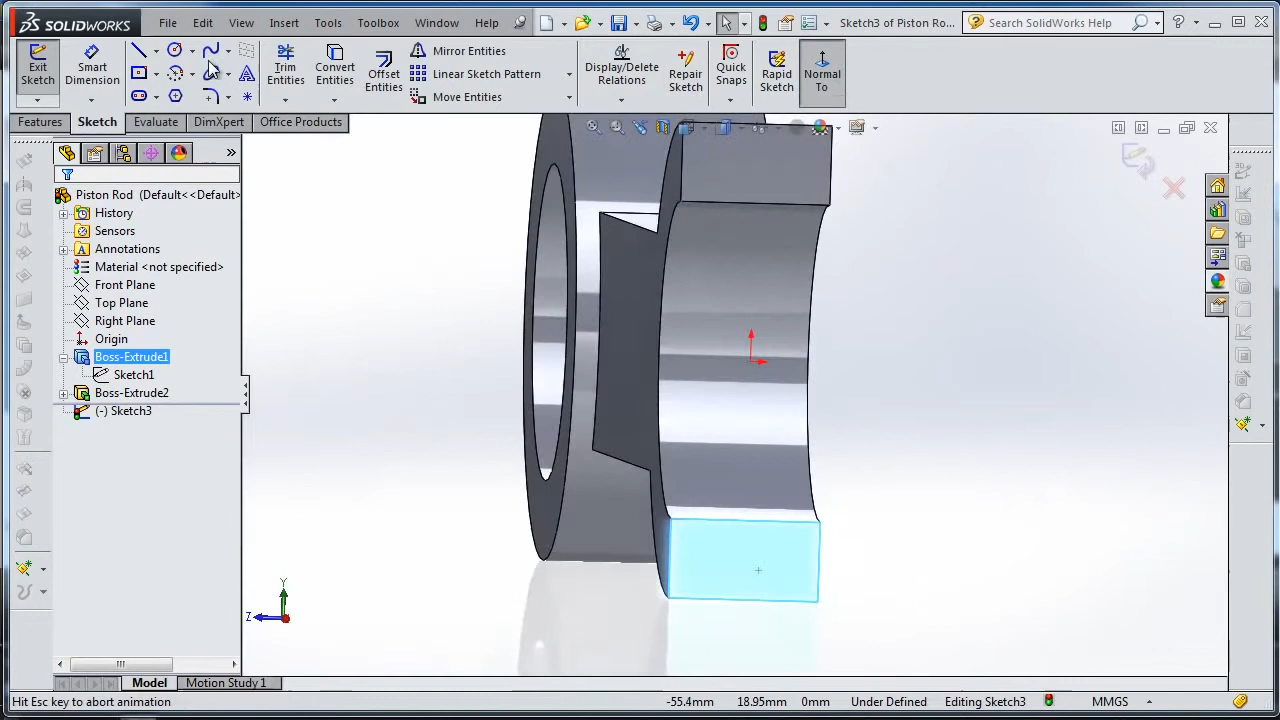 SOLIDWORKS File Edit View Insert Tools Toolbox Window Help Sketch3 of Piston Ro... Search SolidWorks Help
Exit Sketch
Smart Dimension
Trim Entities
Convert Entities
Offset Entities
Mirror Entities
Linear Sketch Pattern
Move Entities
Display/Delete Relations
Repair Sketch
Quick Snaps
Rapid Sketch
Normal To
Features Sketch Evaluate DimXpert Office Products
Piston Rod (Default<<Default>
History
Sensors
Annotations
Material <not specified>
Front Plane
Top Plane
Right Plane
Origin
Boss-Extrude1
Sketch1
Boss-Extrude2
(-) Sketch3
Y
Z
Model Motion Study 1
Hit Esc key to abort animation -55.4mm 18.95mm 0mm Under Defined Editing Sketch3 MMGS